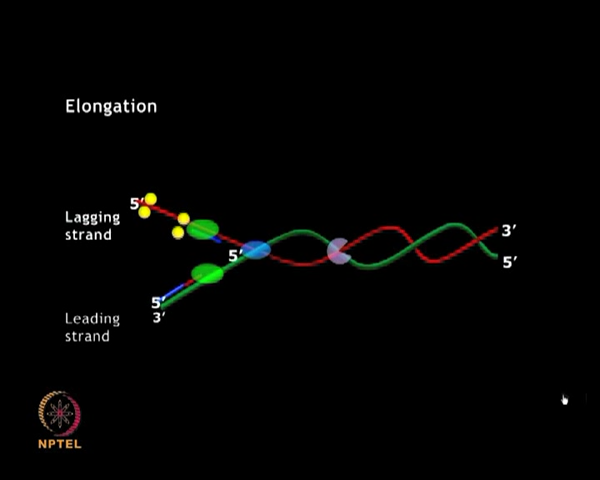 Elongation
5′
Lagging
strand
3′
5′
5′
5′
3′
Leading
strand
NPTEL